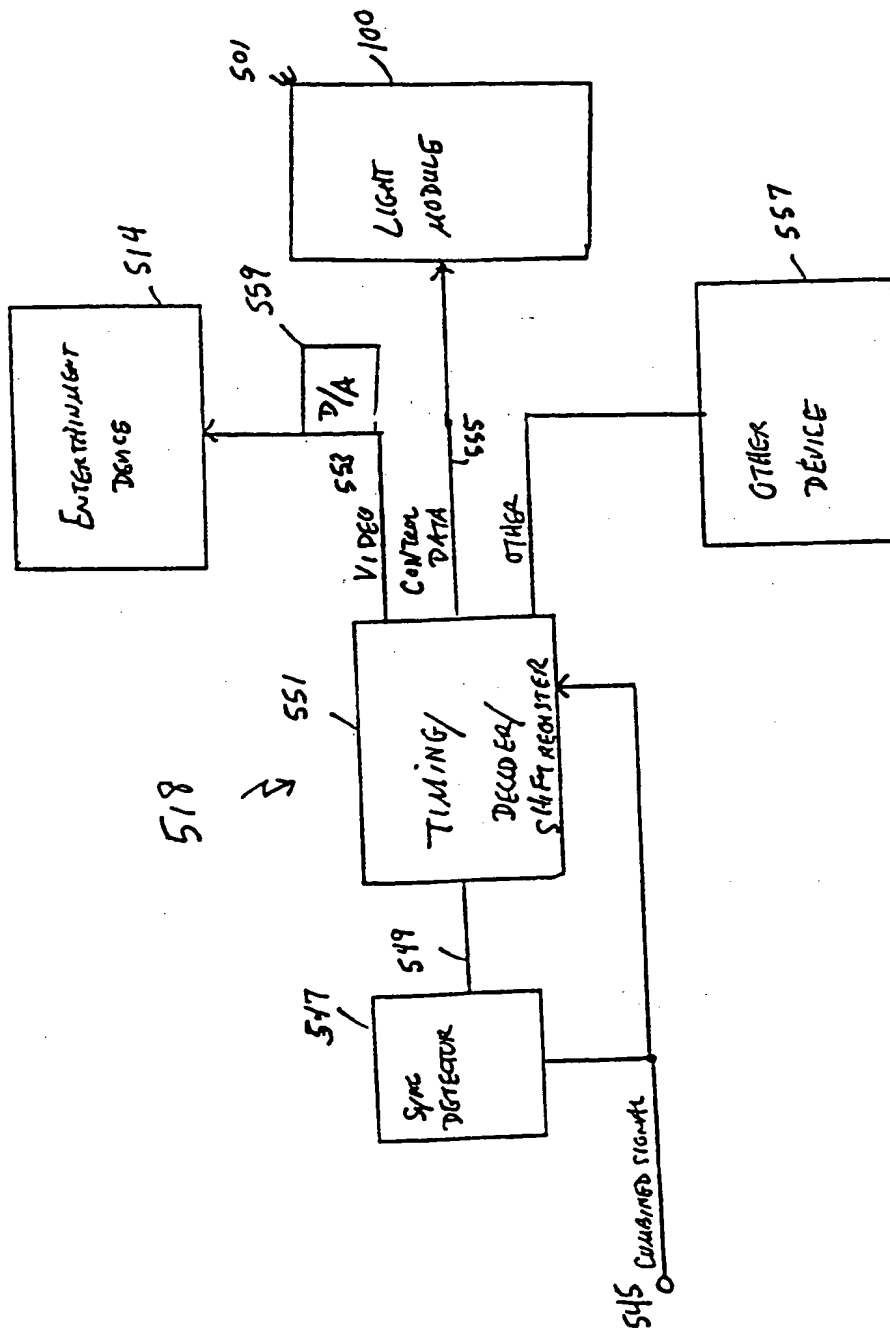 518
545
COMBINED SIGNAL
547
SYNC
DETECTOR
549
551
TIMING/
DECODER/
SHIFT REGISTER
VIDEO
553
CONTROL
DATA
555
OTHER
D/A
559
ENTERTAINMENT
DEVICE
514
LIGHT
MODULE
501
100
OTHER
DEVICE
557